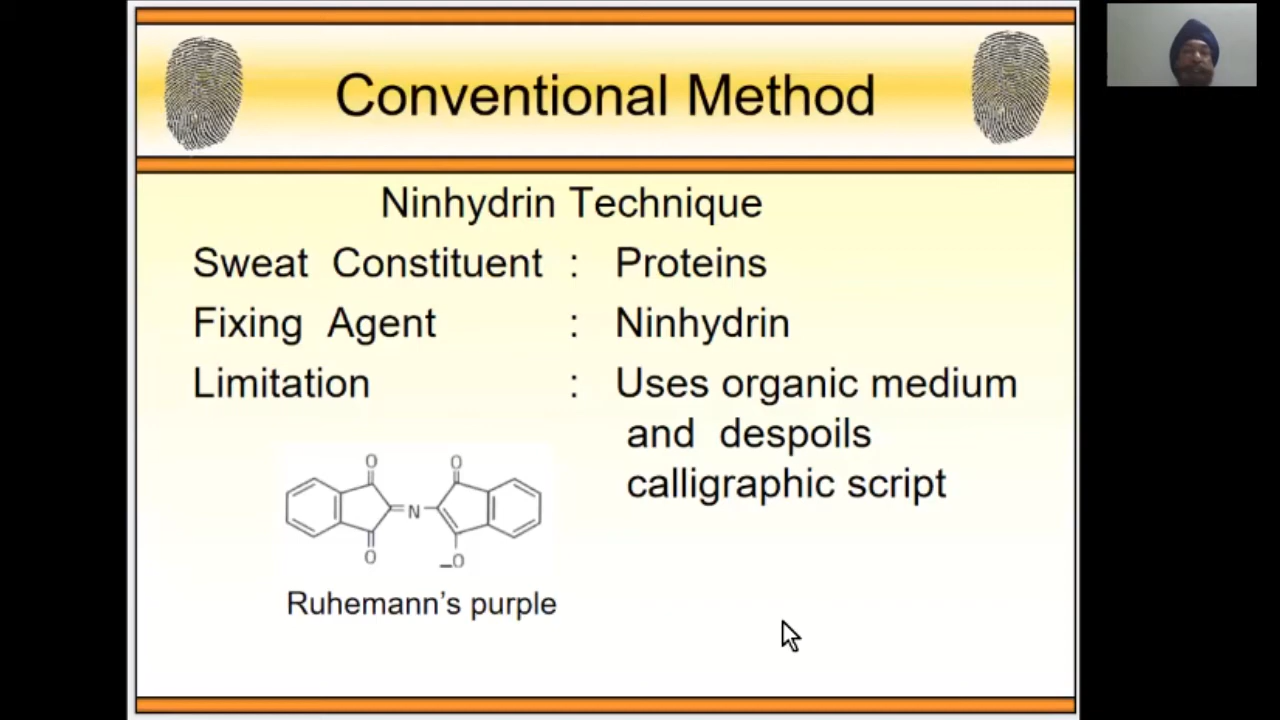 Conventional Method
Ninhydrin Technique
Sweat Constituent : Proteins
Fixing Agent : Ninhydrin
Limitation : Uses organic medium
and despoils
calligraphic script
O O
N
O –O
Ruhemann's purple